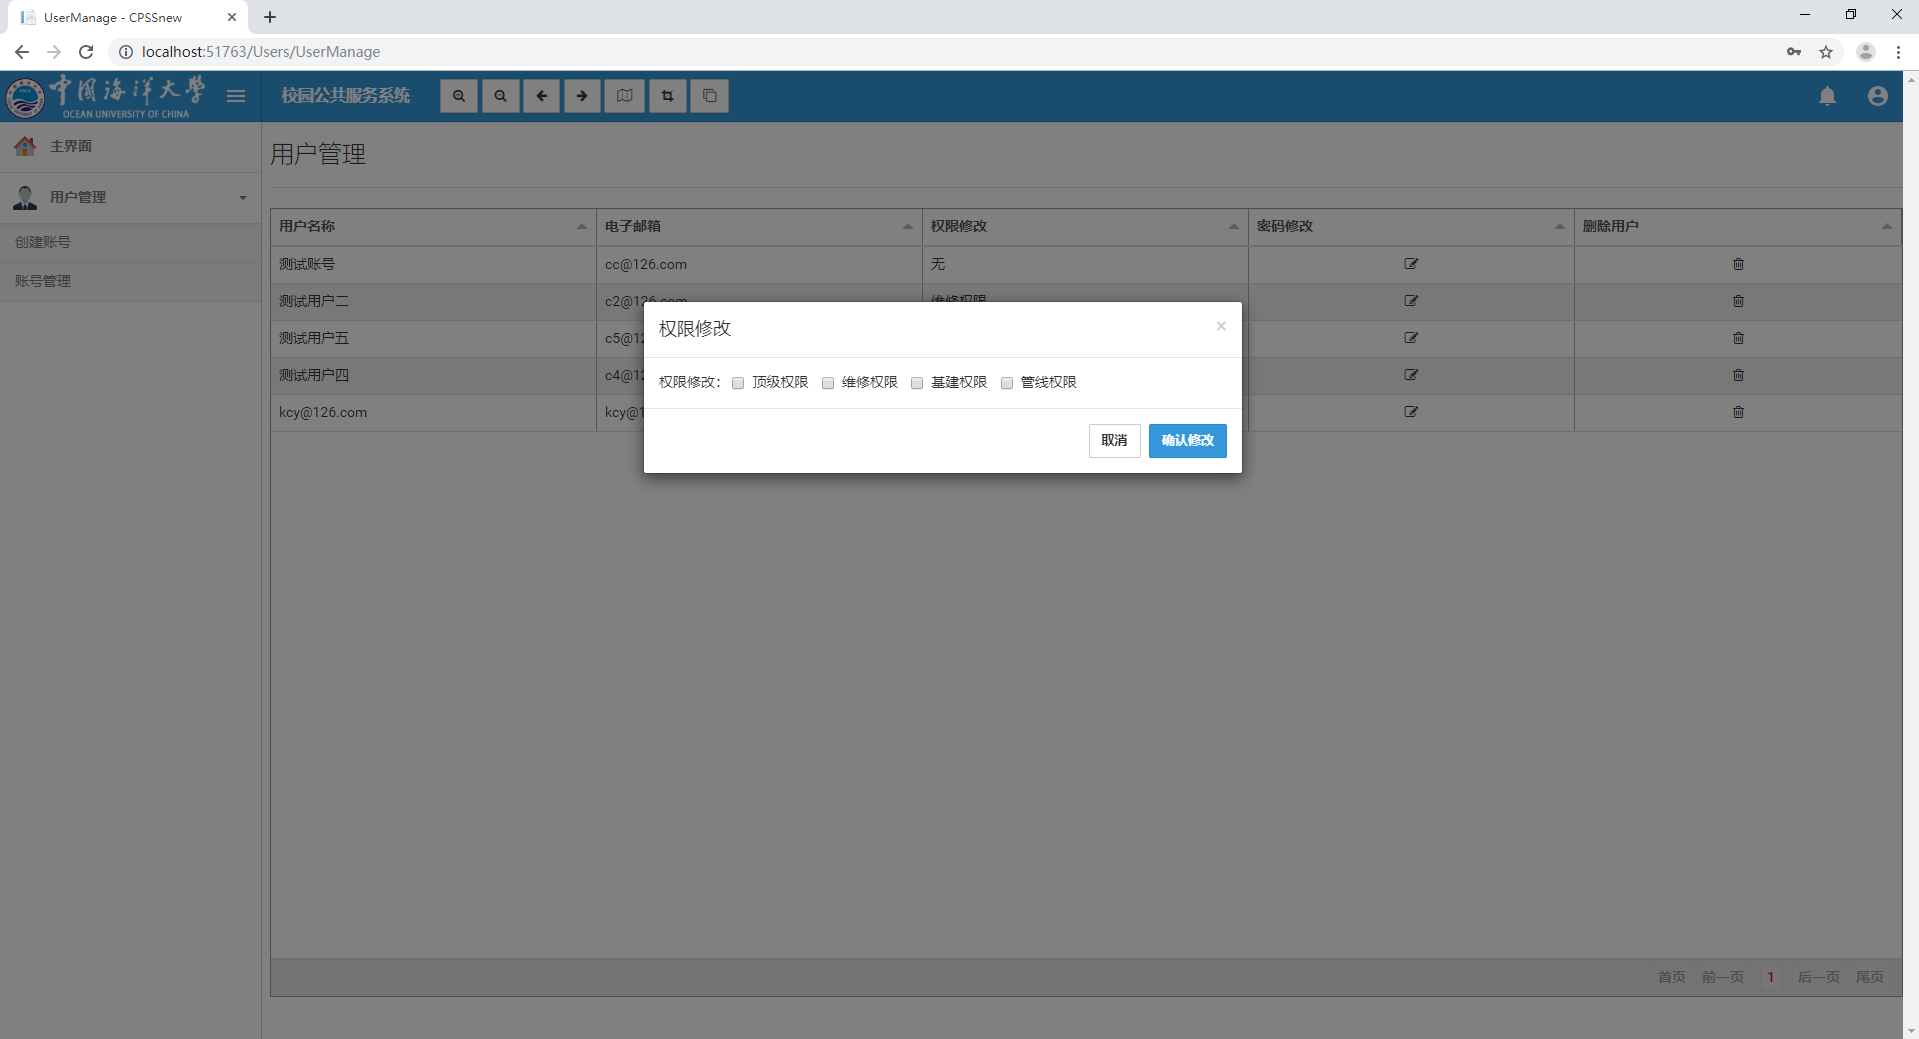 UserManage - CPSSnew
localhost:51763/Users/UserManage
中国海洋大学
OCEAN UNIVERSITY OF CHINA
校园公共服务系统
主界面
用户管理
创建账号
账号管理
用户管理
用户名称 电子邮箱 权限修改 密码修改 删除用户
测试账号 cc@126.com 无
测试用户二 c2@126.com 维修权限
测试用户五 c5@12
测试用户四 c4@12
kcy@126.com kcy@1
权限修改
×
权限修改: 顶级权限 维修权限 基建权限 管线权限
取消 确认修改
首页 前一页 1 后一页 尾页